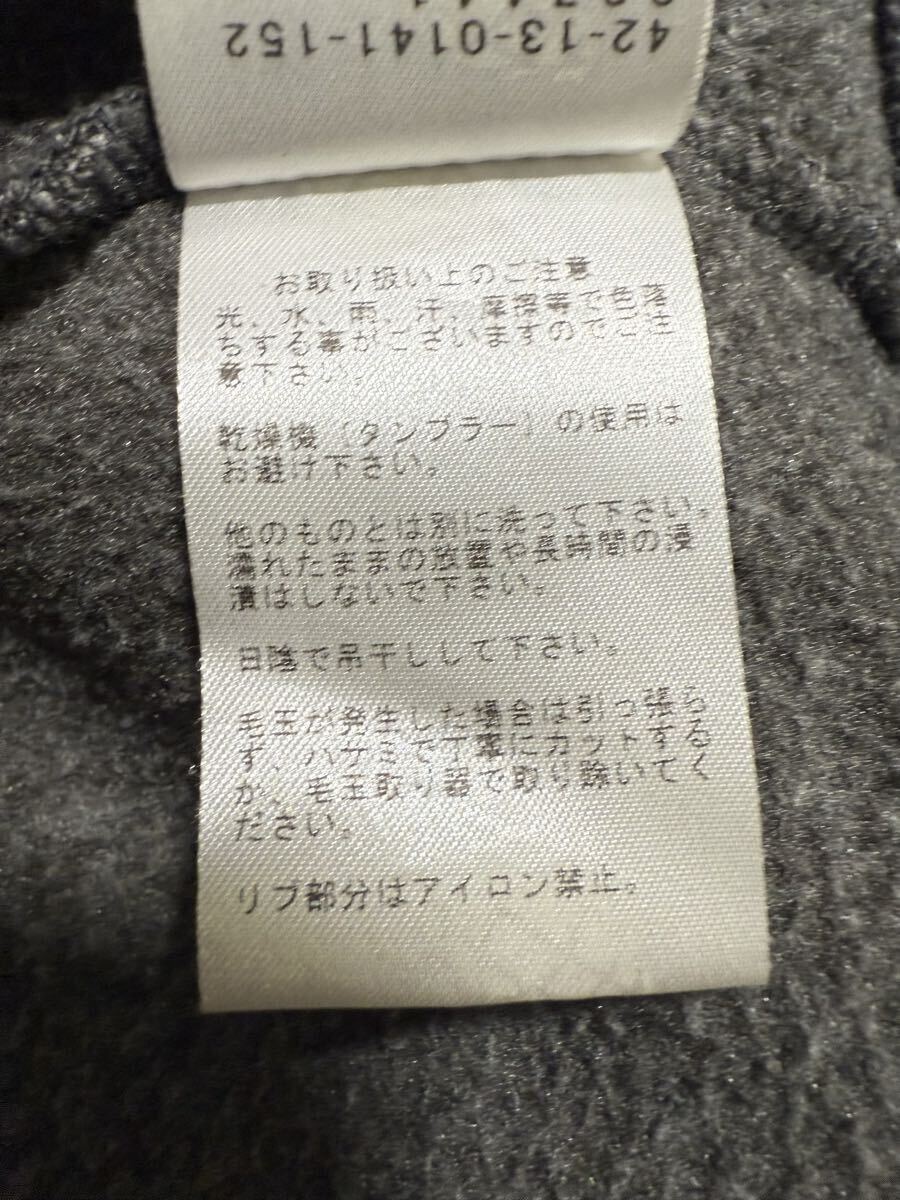 42-13-0141-152
お取り扱い上のご注意
光、水、雨、汗、摩擦等で色落
ちする事がございますのでご注
意下さい。
乾燥機(タンブラー)の使用は
お避け下さい。
他のものとは別に洗って下さい。
濡れたままの放置や長時間の浸
漬はしないで下さい。
日陰で吊干しして下さい。
毛玉が発生した場合は引っ張ら
ず、ハサミで丁寧にカットする
か、毛玉取り器で取り除いてく
ださい。
リブ部分はアイロン禁止。